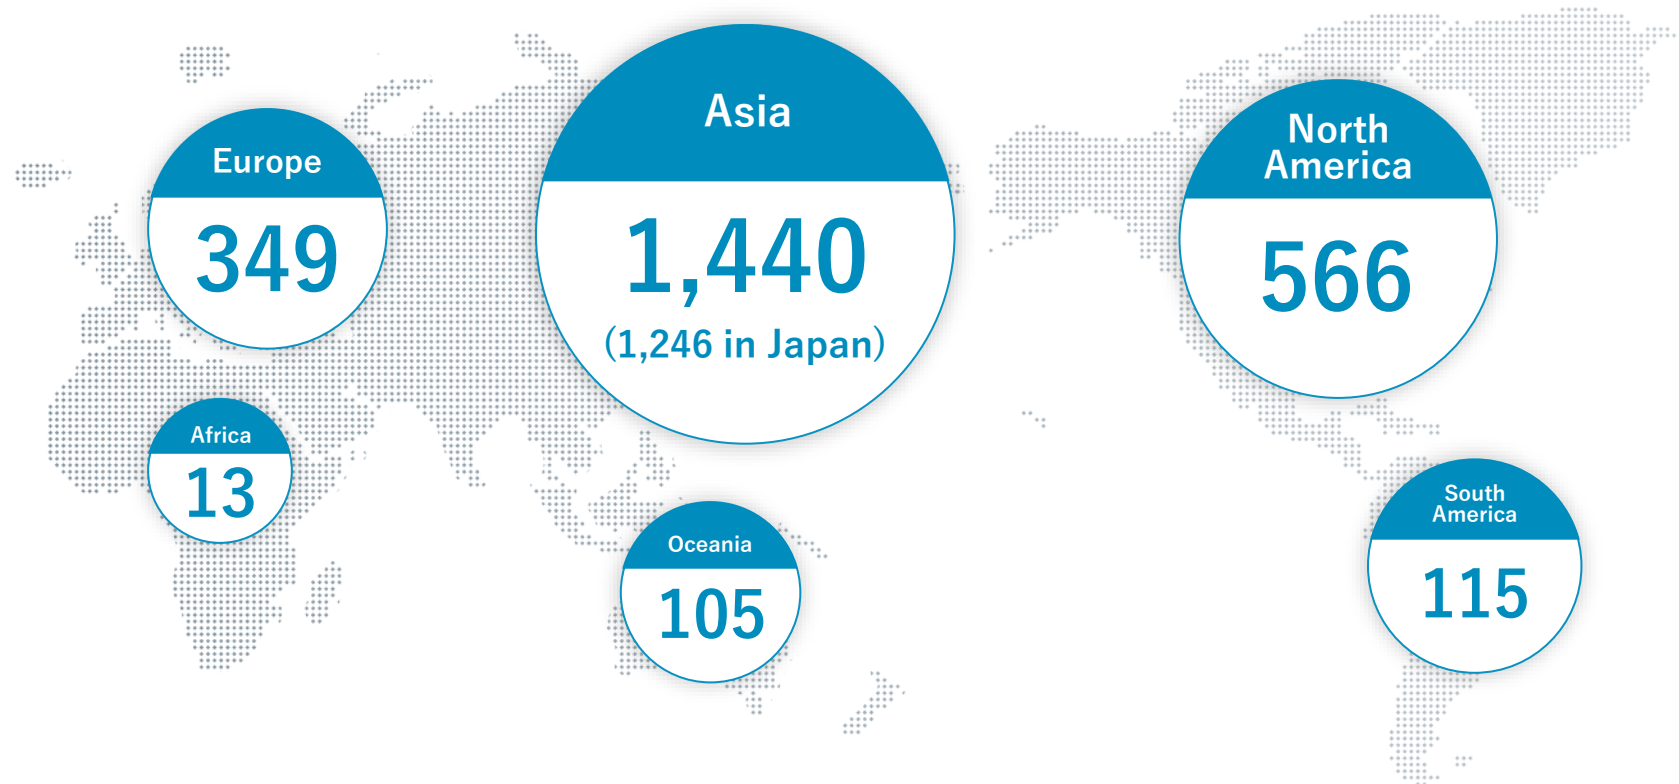 Europe
349
Asia
1,440
(1,246 in Japan)
North
America
566
Africa
13
Oceania
105
South
America
115